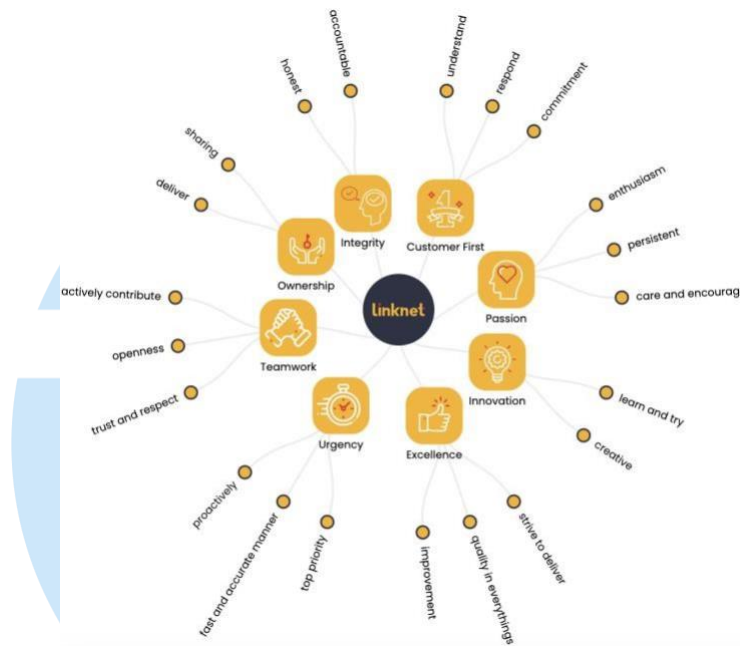 accountable
honest
understand
respond
commitment
sharing
deliver
enthusiasm
persistent
care and encourag
Integrity
Customer First
Ownership
Passion
linknet
actively contribute
openness
trust and respect
Teamwork
Innovation
learn and try
creative
Urgency
Excellence
proactively
fast and accurate manner
top priority
improvement
quality in everythings
strive to deliver